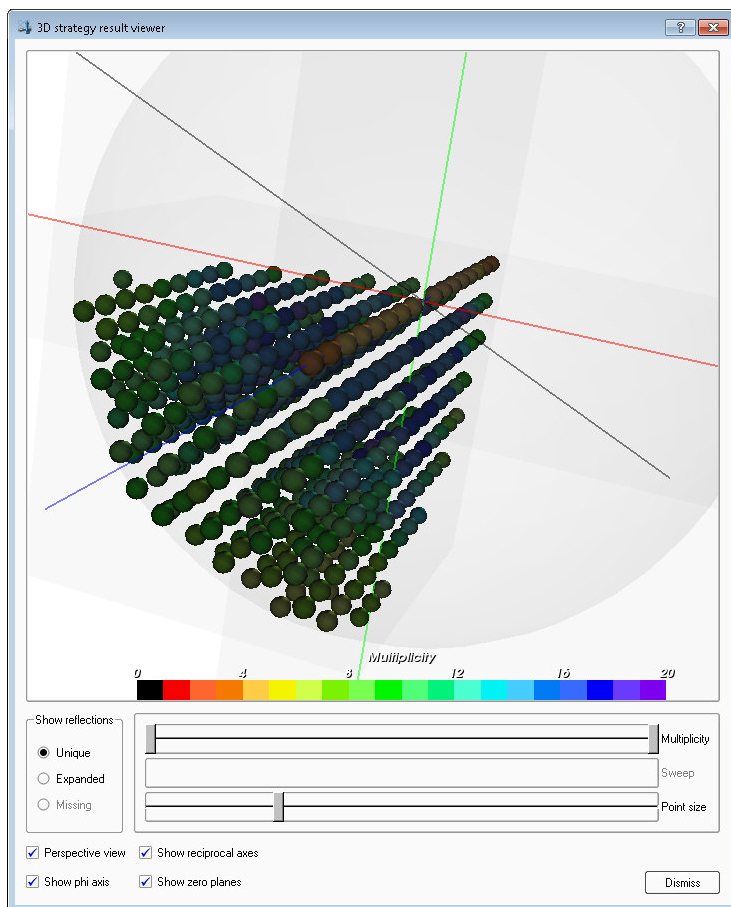 3D strategy result viewer
?
Multiplicity
0 4 8 12 16 20
Show reflections
Unique
Expanded
Missing
Multiplicity
Sweep
Point size
Perspective view
Show reciprocal axes
Show phi axis
Show zero planes
Dismiss